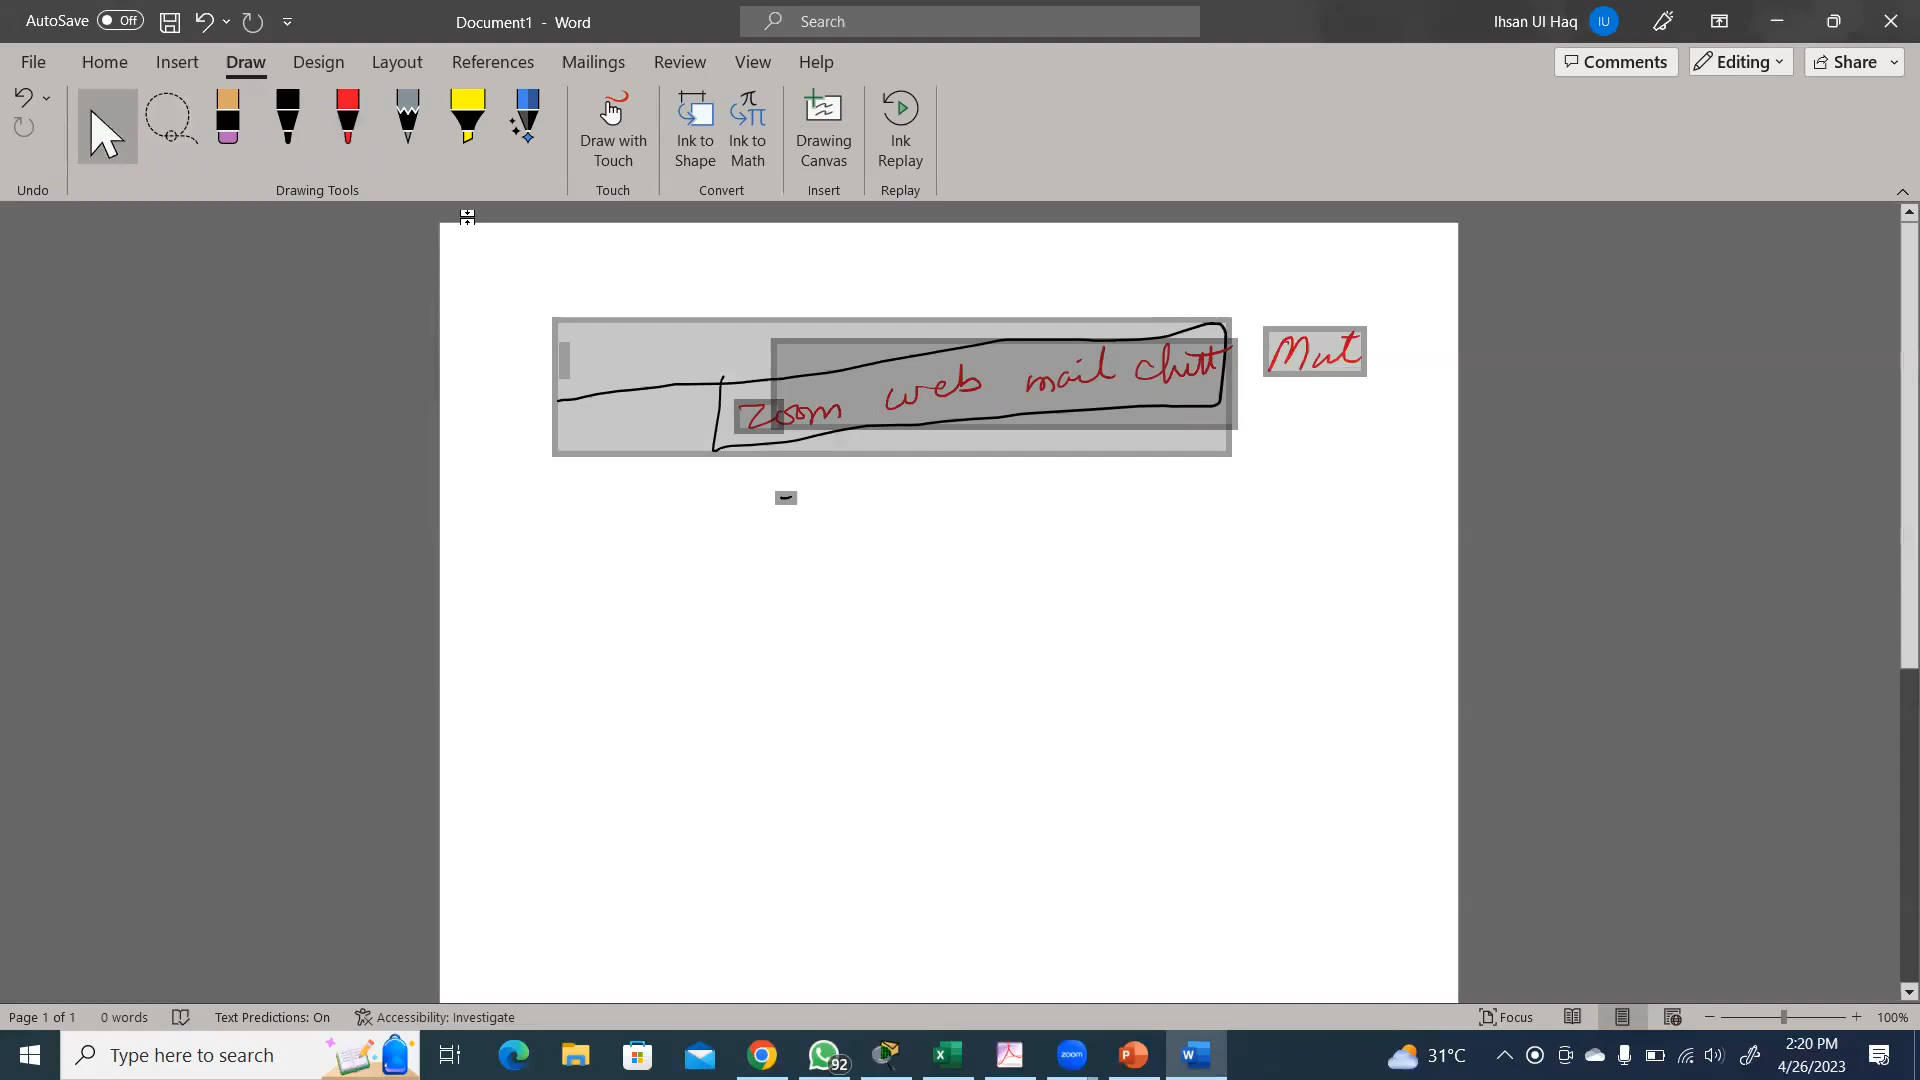 AutoSave Off Document1 - Word Search Ihsan Ul Haq IU
File Home Insert Draw Design Layout References Mailings Review View Help Comments Editing Share
Draw with Touch
Ink to Shape
Ink to Math
Drawing Canvas
Ink Replay
Undo Drawing Tools Touch Convert Insert Replay
zoom web mail chatt Mut
Page 1 of 1 0 words Text Predictions: On Accessibility: Investigate Focus 100%
Type here to search 92 zoom 31°C 2:20 PM
4/26/2023